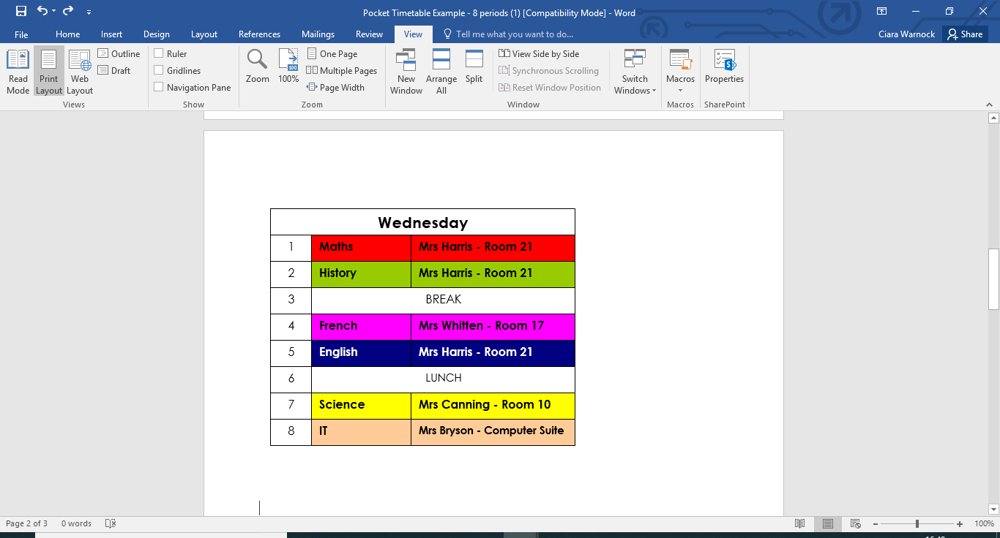 Pocket Timetable Example - 8 periods (1) [Compatibility Mode] - Word
File Home Insert Design Layout References Mailings Review View Tell me what you want to do... Ciara Warnock Share
Read Mode
Print Layout
Web Layout
Outline
Draft
Views
Ruler
Gridlines
Navigation Pane
Show
Zoom
100%
100
One Page
Multiple Pages
Page Width
Zoom
New Window
Arrange All
Split
View Side by Side
Synchronous Scrolling
Reset Window Position
Switch Windows
Window
Macros
Macros
S
Properties
SharePoint
Wednesday
1 Maths Mrs Harris - Room 21
2 History Mrs Harris - Room 21
3 BREAK
4 French Mrs Whitten - Room 17
5 English Mrs Harris - Room 21
6 LUNCH
7 Science Mrs Canning - Room 10
8 IT Mrs Bryson - Computer Suite
Page 2 of 3 0 words 100%